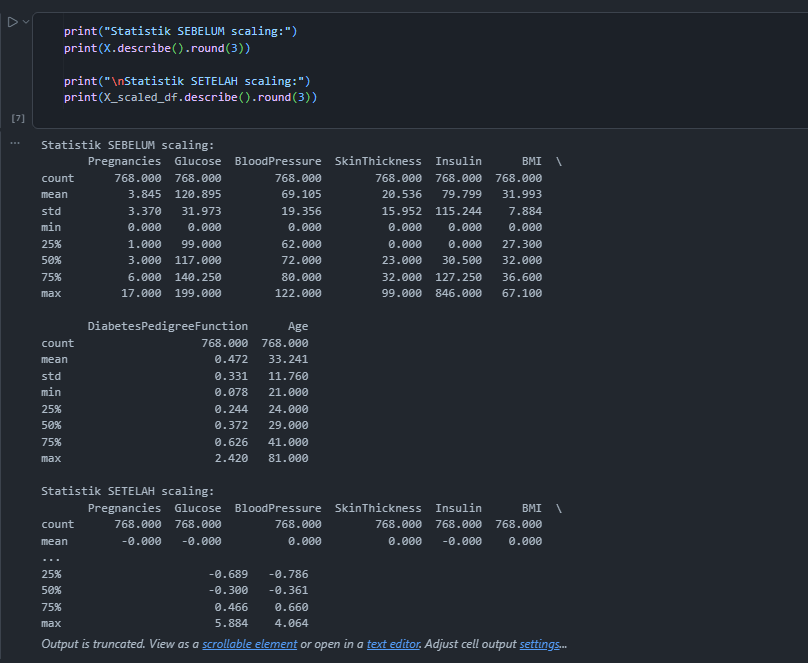 print("Statistik SEBELUM scaling:")
print(X.describe().round(3))
print("\nStatistik SETELAH scaling:")
print(X_scaled_df.describe().round(3))
[7]
...
Statistik SEBELUM scaling:
       Pregnancies  Glucose  BloodPressure  SkinThickness  Insulin      BMI  \
count      768.000  768.000        768.000        768.000  768.000  768.000
mean         3.845  120.895         69.105         20.536   79.799   31.993
std          3.370   31.973         19.356         15.952  115.244    7.884
min          0.000    0.000          0.000          0.000    0.000    0.000
25%          1.000   99.000         62.000          0.000    0.000   27.300
50%          3.000  117.000         72.000         23.000   30.500   32.000
75%          6.000  140.250         80.000         32.000  127.250   36.600
max         17.000  199.000        122.000         99.000  846.000   67.100
       DiabetesPedigreeFunction      Age
count                   768.000  768.000
mean                      0.472   33.241
std                       0.331   11.760
min                       0.078   21.000
25%                       0.244   24.000
50%                       0.372   29.000
75%                       0.626   41.000
max                       2.420   81.000
Statistik SETELAH scaling:
       Pregnancies  Glucose  BloodPressure  SkinThickness  Insulin      BMI  \
count      768.000  768.000        768.000        768.000  768.000  768.000
mean        -0.000   -0.000          0.000          0.000   -0.000    0.000
...
25%                      -0.689   -0.786
50%                      -0.300   -0.361
75%                       0.466    0.660
max                       5.884    4.064
Output is truncated. View as a scrollable element or open in a text editor. Adjust cell output settings...